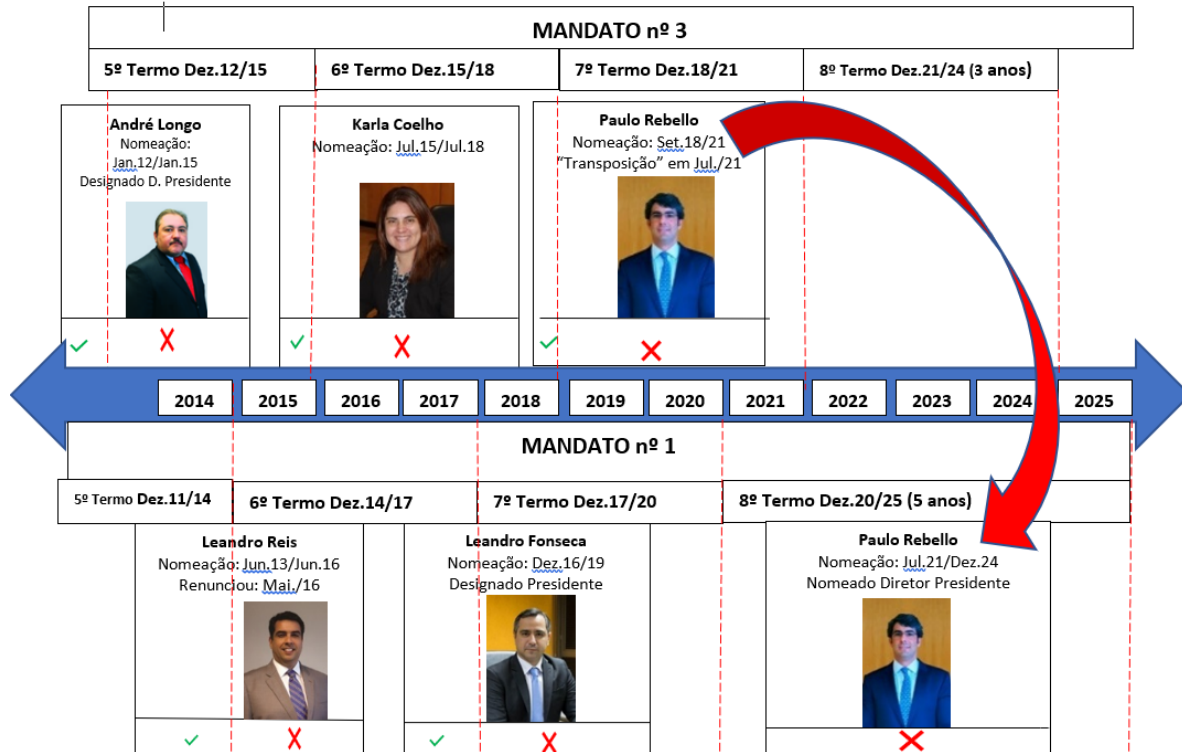 MANDATO nº 3
5º Termo Dez.12/15
6º Termo Dez.15/18
7º Termo Dez.18/21
8º Termo Dez.21/24 (3 anos)
André Longo
Nomeação:
Jan.12/Jan.15
Designado D. Presidente
Karla Coelho
Nomeação: Jul.15/Jul.18
Paulo Rebello
Nomeação: Set.18/21
“Transposição” em Jul./21
2014
2015
2016
2017
2018
2019
2020
2021
2022
2023
2024
2025
MANDATO nº 1
5º Termo Dez.11/14
6º Termo Dez.14/17
7º Termo Dez.17/20
8º Termo Dez.20/25 (5 anos)
Leandro Reis
Nomeação: Jun.13/Jun.16
Renunciou: Mai./16
Leandro Fonseca
Nomeação: Dez.16/19
Designado Presidente
Paulo Rebello
Nomeação: Jul.21/Dez.24
Nomeado Diretor Presidente